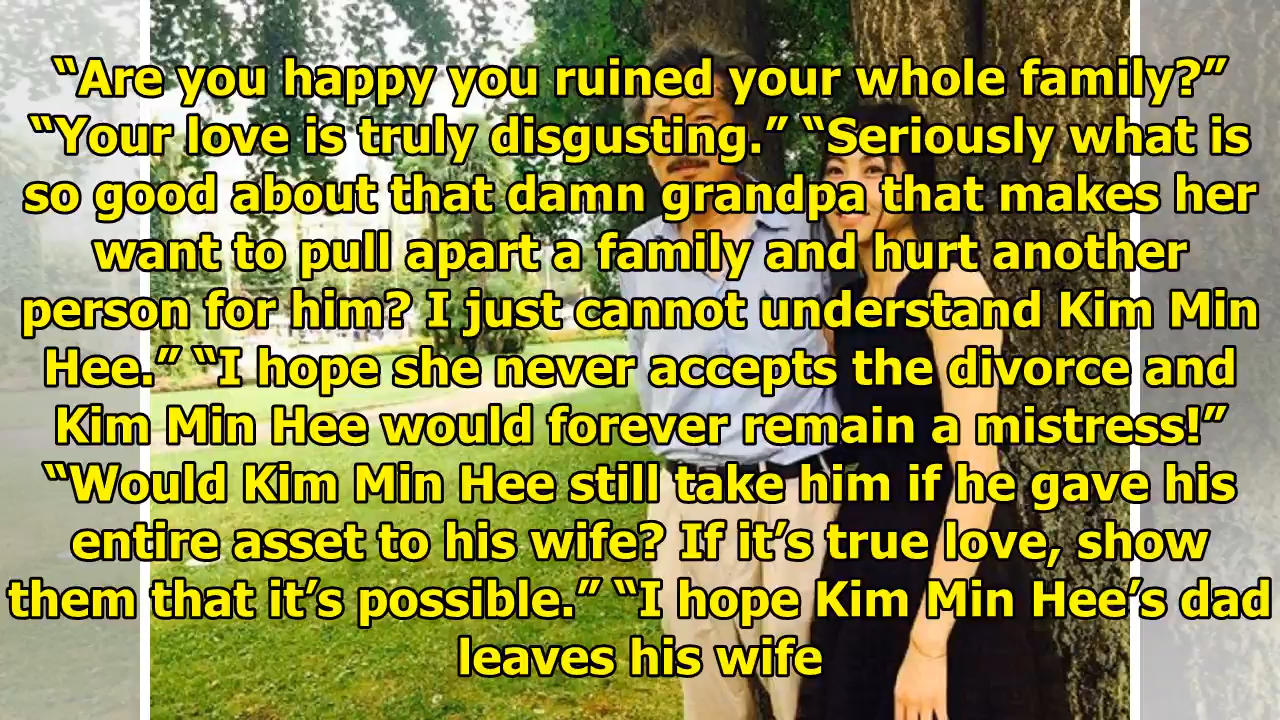 “Are you happy you ruined your whole family?”
“Your love is truly disgusting.” “Seriously what is
so good about that damn grandpa that makes her
want to pull apart a family and hurt another
person for him? I just cannot understand Kim Min
Hee.” “I hope she never accepts the divorce and
Kim Min Hee would forever remain a mistress!”
“Would Kim Min Hee still take him if he gave his
entire asset to his wife? If it’s true love, show
them that it’s possible.” “I hope Kim Min Hee’s dad
leaves his wife